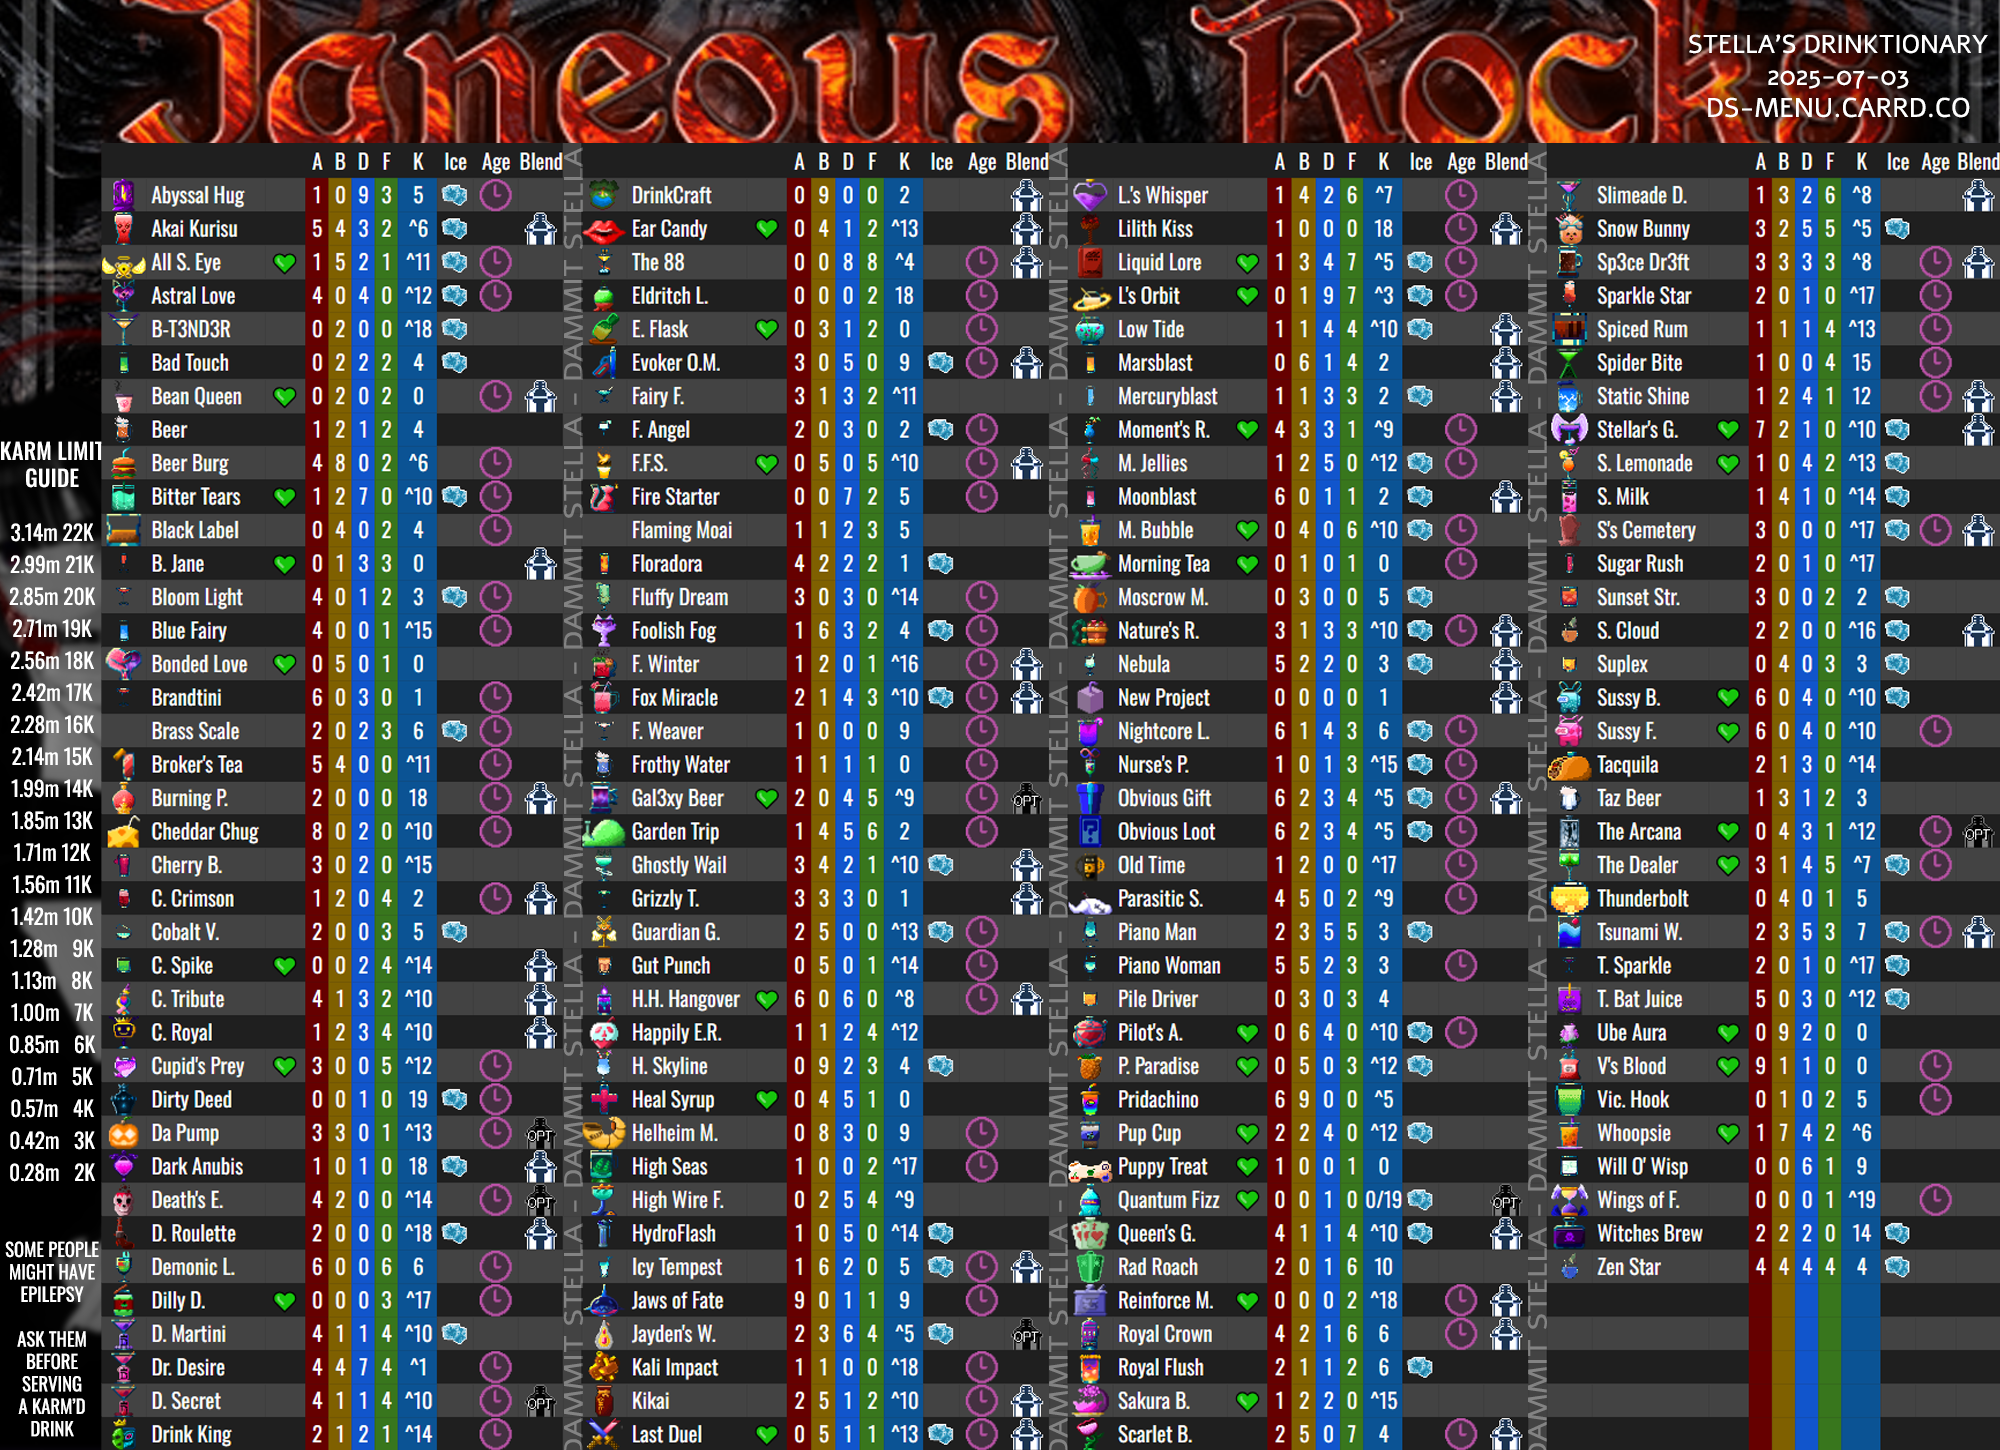 Igneous Rocks
STELLA'S DRINKTIONARY
2025-07-03
DS-MENU.CARRD.CO
KARM LIMIT
GUIDE
3.14m 22K
2.99m 21K
2.85m 20K
2.71m 19K
2.56m 18K
2.42m 17K
2.28m 16K
2.14m 15K
1.99m 14K
1.85m 13K
1.71m 12K
1.56m 11K
1.42m 10K
1.28m 9K
1.13m 8K
1.00m 7K
0.85m 6K
0.71m 5K
0.57m 4K
0.42m 3K
0.28m 2K
SOME PEOPLE
MIGHT HAVE
EPILEPSY
ASK THEM
BEFORE
SERVING
A KARM'D
DRINK
A B D F K Ice Age Blend
Abyssal Hug 1 0 9 3 5
Akai Kurisu 5 4 3 2 ^6
All S. Eye 1 5 2 1 ^11
Astral Love 4 0 4 0 ^12
B-T3ND3R 0 2 0 0 ^18
Bad Touch 0 2 2 2 4
Bean Queen 0 2 0 2 0
Beer 1 2 1 2 4
Beer Burg 4 8 0 2 ^6
Bitter Tears 1 2 7 0 ^10
Black Label 0 4 0 2 4
B. Jane 0 1 3 3 0
Bloom Light 4 0 1 2 3
Blue Fairy 4 0 0 1 ^15
Bonded Love 0 5 0 1 0
Brandtini 6 0 3 0 1
Brass Scale 2 0 2 3 6
Broker's Tea 5 4 0 0 ^11
Burning P. 2 0 0 0 18
Cheddar Chug 8 0 2 0 ^10
Cherry B. 3 0 2 0 ^15
C. Crimson 1 2 0 4 2
Cobalt V. 2 0 0 3 5
C. Spike 0 0 2 4 ^14
C. Tribute 4 1 3 2 ^10
C. Royal 1 2 3 4 ^10
Cupid's Prey 3 0 0 5 ^12
Dirty Deed 0 0 1 0 19
Da Pump 3 3 0 1 ^13 OPT
Dark Anubis 1 0 1 0 18
Death's E. 4 2 0 0 ^14 OPT
D. Roulette 2 0 0 0 ^18
Demonic L. 6 0 0 6 6
Dilly D. 0 0 0 3 ^17
D. Martini 4 1 1 4 ^10
Dr. Desire 4 4 7 4 ^1
D. Secret 4 1 1 4 ^10 OPT
Drink King 2 1 2 1 ^14
DAMMIT STELLA - DAMMIT STELLA - DAMMIT STELLA - DAMMIT STELLA - DAMMIT STELLA
A B D F K Ice Age Blend
DrinkCraft 0 9 0 0 2
Ear Candy 0 4 1 2 ^13
The 88 0 0 8 8 ^4
Eldritch L. 0 0 0 2 18
E. Flask 0 3 1 2 0
Evoker O.M. 3 0 5 0 9
Fairy F. 3 1 3 2 ^11
F. Angel 2 0 3 0 2
F.F.S. 0 5 0 5 ^10
Fire Starter 0 0 7 2 5
Flaming Moai 1 1 2 3 5
Floradora 4 2 2 2 1
Fluffy Dream 3 0 3 0 ^14
Foolish Fog 1 6 3 2 4
F. Winter 1 2 0 1 ^16
Fox Miracle 2 1 4 3 ^10
F. Weaver 1 0 0 0 9
Frothy Water 1 1 1 1 0
Gal3xy Beer 2 0 4 5 ^9 OPT
Garden Trip 1 4 5 6 2
Ghostly Wail 3 4 2 1 ^10
Grizzly T. 3 3 3 0 1
Guardian G. 2 5 0 0 ^13
Gut Punch 0 5 0 1 ^14
H.H. Hangover 6 0 6 0 ^8
Happily E.R. 1 1 2 4 ^12
H. Skyline 0 9 2 3 4
Heal Syrup 0 4 5 1 0
Helheim M. 0 8 3 0 9
High Seas 1 0 0 2 ^17
High Wire F. 0 2 5 4 ^9
HydroFlash 1 0 5 0 ^14
Icy Tempest 1 6 2 0 5
Jaws of Fate 9 0 1 1 9
Jayden's W. 2 3 6 4 ^5 OPT
Kali Impact 1 1 0 0 ^18
Kikai 2 5 1 2 ^10
Last Duel 0 5 1 1 ^13
DAMMIT STELLA - DAMMIT STELLA - DAMMIT STELLA - DAMMIT STELLA - DAMMIT STELLA
A B D F K Ice Age Blend
L.'s Whisper 1 4 2 6 ^7
Lilith Kiss 1 0 0 0 18
Liquid Lore 1 3 4 7 ^5
L's Orbit 0 1 9 7 ^3
Low Tide 1 1 4 4 ^10
Marsblast 0 6 1 4 2
Mercuryblast 1 1 3 3 2
Moment's R. 4 3 3 1 ^9
M. Jellies 1 2 5 0 ^12
Moonblast 6 0 1 1 2
M. Bubble 0 4 0 6 ^10
Morning Tea 0 1 0 1 0
Moscrow M. 0 3 0 0 5
Nature's R. 3 1 3 3 ^10
Nebula 5 2 2 0 3
New Project 0 0 0 0 1
Nightcore L. 6 1 4 3 6
Nurse's P. 1 0 1 3 ^15
Obvious Gift 6 2 3 4 ^5
Obvious Loot 6 2 3 4 ^5
Old Time 1 2 0 0 ^17
Parasitic S. 4 5 0 2 ^9
Piano Man 2 3 5 5 3
Piano Woman 5 5 2 3 3
Pile Driver 0 3 0 3 4
Pilot's A. 0 6 4 0 ^10
P. Paradise 0 5 0 3 ^12
Pridachino 6 9 0 0 ^5
Pup Cup 2 2 4 0 ^12
Puppy Treat 1 0 0 1 0
Quantum Fizz 0 0 1 0 0/19 OPT
Queen's G. 4 1 1 4 ^10
Rad Roach 2 0 1 6 10
Reinforce M. 0 0 0 2 ^18
Royal Crown 4 2 1 6 6
Royal Flush 2 1 1 2 6
Sakura B. 1 2 2 0 ^15
Scarlet B. 2 5 0 7 4
DAMMIT STELLA - DAMMIT STELLA - DAMMIT STELLA - DAMMIT STELLA - DAMMIT STELLA
A B D F K Ice Age Blend
Slimeade D. 1 3 2 6 ^8
Snow Bunny 3 2 5 5 ^5
Sp3ce Dr3ft 3 3 3 3 ^8
Sparkle Star 2 0 1 0 ^17
Spiced Rum 1 1 1 4 ^13
Spider Bite 1 0 0 4 15
Static Shine 1 2 4 1 12
Stellar's G. 7 2 1 0 ^10
S. Lemonade 1 0 4 2 ^13
S. Milk 1 4 1 0 ^14
S's Cemetery 3 0 0 0 ^17
Sugar Rush 2 0 1 0 ^17
Sunset Str. 3 0 0 2 2
S. Cloud 2 2 0 0 ^16
Suplex 0 4 0 3 3
Sussy B. 6 0 4 0 ^10
Sussy F. 6 0 4 0 ^10
Tacquila 2 1 3 0 ^14
Taz Beer 1 3 1 2 3
The Arcana 0 4 3 1 ^12 OPT
The Dealer 3 1 4 5 ^7
Thunderbolt 0 4 0 1 5
Tsunami W. 2 3 5 3 7
T. Sparkle 2 0 1 0 ^17
T. Bat Juice 5 0 3 0 ^12
Ube Aura 0 9 2 0 0
V's Blood 9 1 1 0 0
Vic. Hook 0 1 0 2 5
Whoopsie 1 7 4 2 ^6
Will O' Wisp 0 0 6 1 9
Wings of F. 0 0 0 1 ^19
Witches Brew 2 2 2 0 14
Zen Star 4 4 4 4 4